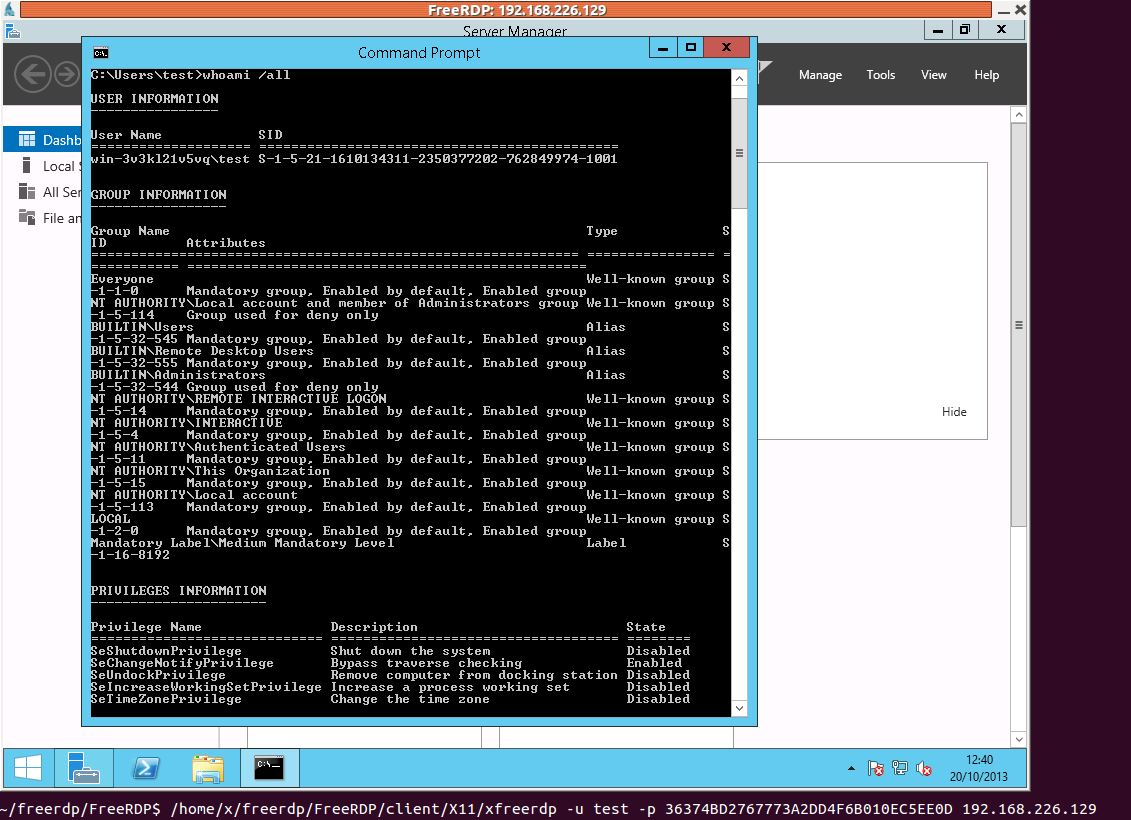 FreeRDP: 192.168.226.129
Server Manager
Manage Tools View Help
Dashb
Local S
All Ser
File an
Hide
Command Prompt
C:\Users\test>whoami /all
USER INFORMATION
----------------
User Name            SID
==================== =============================================
win-3v3kl21v5vq\test S-1-5-21-1610134311-2350377202-762849974-1001
GROUP INFORMATION
-----------------
Group Name                                                    Type             S
ID          Attributes
============================================================= ================ =
=========== ==================================================
Everyone                                                      Well-known group S
-1-1-0      Mandatory group, Enabled by default, Enabled group
NT AUTHORITY\Local account and member of Administrators group Well-known group S
-1-5-114    Group used for deny only
BUILTIN\Users                                                 Alias            S
-1-5-32-545 Mandatory group, Enabled by default, Enabled group
BUILTIN\Remote Desktop Users                                  Alias            S
-1-5-32-555 Mandatory group, Enabled by default, Enabled group
BUILTIN\Administrators                                        Alias            S
-1-5-32-544 Group used for deny only
NT AUTHORITY\REMOTE INTERACTIVE LOGON                         Well-known group S
-1-5-14     Mandatory group, Enabled by default, Enabled group
NT AUTHORITY\INTERACTIVE                                      Well-known group S
-1-5-4      Mandatory group, Enabled by default, Enabled group
NT AUTHORITY\Authenticated Users                              Well-known group S
-1-5-11     Mandatory group, Enabled by default, Enabled group
NT AUTHORITY\This Organization                                Well-known group S
-1-5-15     Mandatory group, Enabled by default, Enabled group
NT AUTHORITY\Local account                                    Well-known group S
-1-5-113    Mandatory group, Enabled by default, Enabled group
LOCAL                                                         Well-known group S
-1-2-0      Mandatory group, Enabled by default, Enabled group
Mandatory Label\Medium Mandatory Level                        Label            S
-1-16-8192
PRIVILEGES INFORMATION
----------------------
Privilege Name                Description                          State
============================= ==================================== ========
SeShutdownPrivilege           Shut down the system                 Disabled
SeChangeNotifyPrivilege       Bypass traverse checking             Enabled
SeUndockPrivilege             Remove computer from docking station Disabled
SeIncreaseWorkingSetPrivilege Increase a process working set       Disabled
SeTimeZonePrivilege           Change the time zone                 Disabled
12:40
20/10/2013
~/freerdp/FreeRDP$ /home/x/freerdp/FreeRDP/client/X11/xfreerdp -u test -p 36374BD2767773A2DD4F6B010EC5EE0D 192.168.226.129